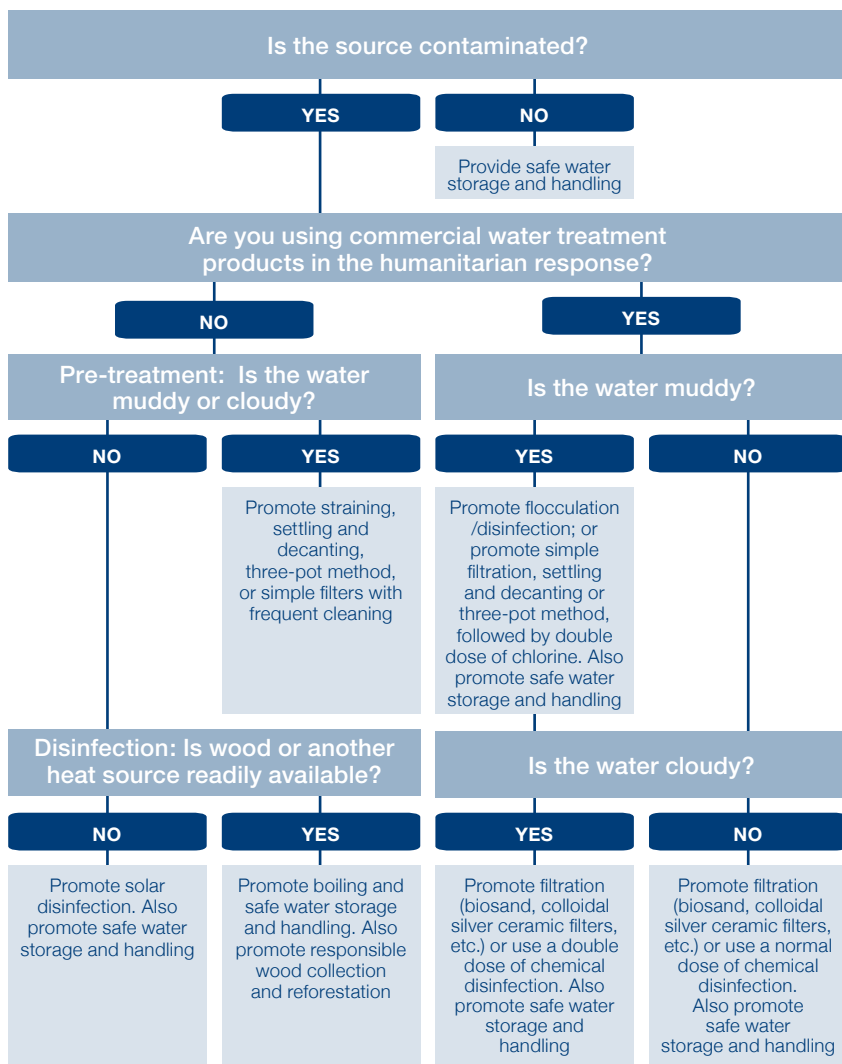 Is the source contaminated?
YES
NO
Provide safe water
storage and handling
Are you using commercial water treatment
products in the humanitarian response?
NO
YES
Pre-treatment: Is the water
muddy or cloudy?
Is the water muddy?
NO
YES
YES
NO
Promote straining,
settling and
decanting,
three-pot method,
or simple filters with
frequent cleaning
Promote flocculation
/disinfection; or
promote simple
filtration, settling
and decanting or
three-pot method,
followed by double
dose of chlorine. Also
promote safe water
storage and handling
Disinfection: Is wood or another
heat source readily available?
Is the water cloudy?
NO
YES
YES
NO
Promote solar
disinfection. Also
promote safe water
storage and handling
Promote boiling and
safe water storage
and handling. Also
promote responsible
wood collection
and reforestation
Promote filtration
(biosand, colloidal
silver ceramic filters,
etc.) or use a double
dose of chemical
disinfection. Also
promote safe water
storage and
handling
Promote filtration
(biosand, colloidal
silver ceramic filters,
etc.) or use a normal
dose of chemical
disinfection.
Also promote
safe water
storage and handling